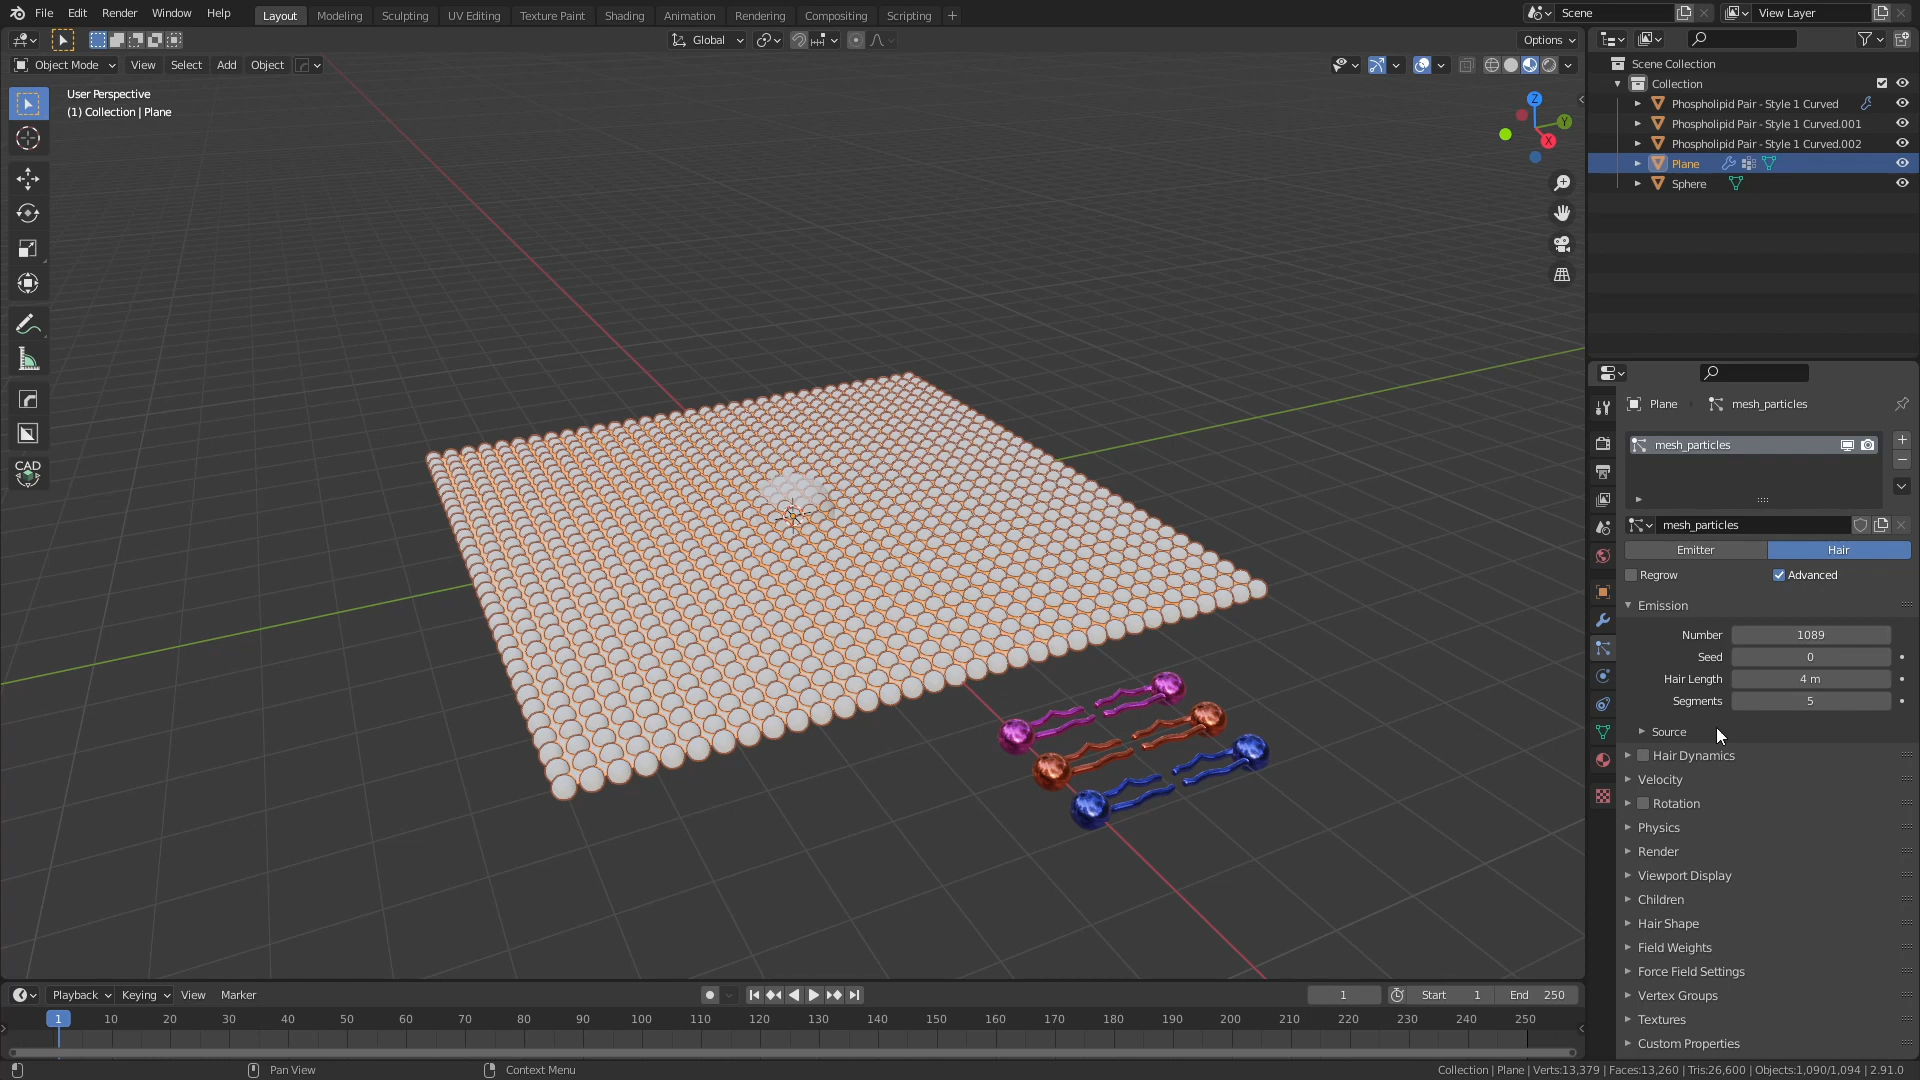 File Edit Render Window Help Layout Modeling Sculpting UV Editing Texture Paint Shading Animation Rendering Compositing Scripting + Scene View Layer
Global Options
Object Mode View Select Add Object
User Perspective
(1) Collection | Plane
Z
Y
X
CAD
Scene Collection
Collection
Phospholipid Pair - Style 1 Curved
Phospholipid Pair - Style 1 Curved.001
Phospholipid Pair - Style 1 Curved.002
Plane
Sphere
Plane mesh_particles
mesh_particles
mesh_particles
Emitter Hair
Regrow Advanced
Emission
Number 1089
Seed 0
Hair Length 4 m
Segments 5
Source
Hair Dynamics
Velocity
Rotation
Physics
Render
Viewport Display
Children
Hair Shape
Field Weights
Force Field Settings
Vertex Groups
Textures
Custom Properties
Playback Keying View Marker 1 Start 1 End 250
1 10 20 30 40 50 60 70 80 90 100 110 120 130 140 150 160 170 180 190 200 210 220 230 240 250
Pan View Context Menu Collection | Plane | Verts:13,379 | Faces:13,260 | Tris:26,600 | Objects:1,090/1,094 | 2.91.0